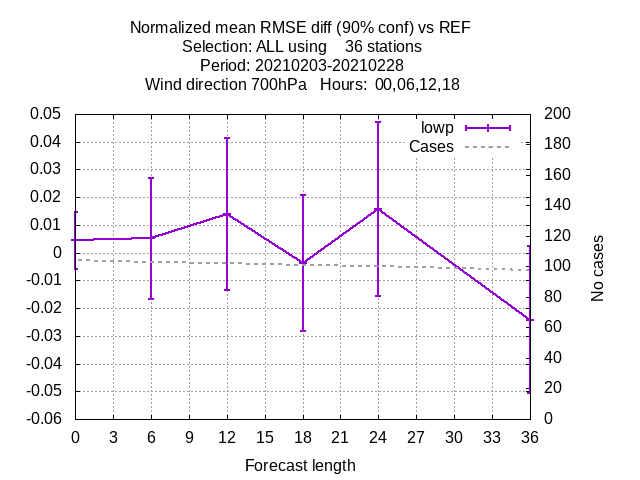 Normalized mean RMSE diff (90% conf) vs REF
Selection: ALL using    36 stations
Period: 20210203-20210228
Wind direction 700hPa   Hours:  00,06,12,18
0.05
0.04
0.03
0.02
0.01
0
-0.01
-0.02
-0.03
-0.04
-0.05
-0.06
lowp
Cases
200
180
160
140
120
100
80
60
40
20
0
No cases
0 3 6 9 12 15 18 21 24 27 30 33 36
Forecast length